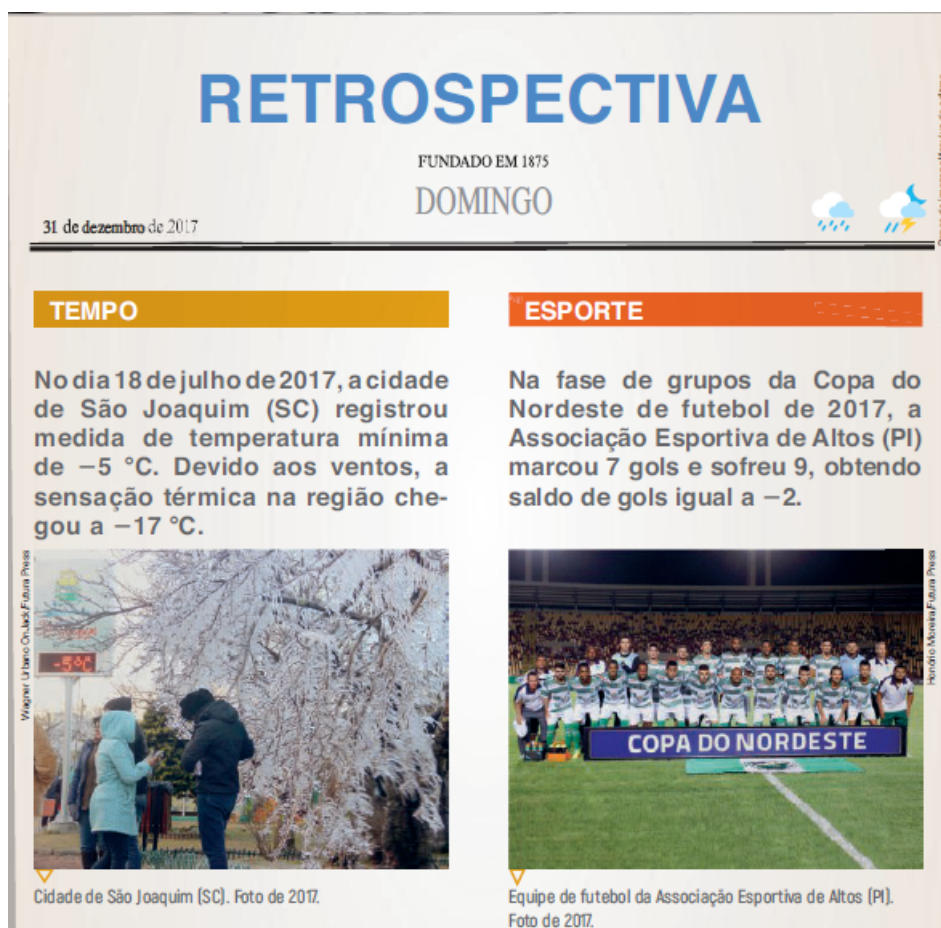 RETROSPECTIVA
FUNDADO EM 1875
DOMINGO
31 de dezembro de 2017
TEMPO
No dia 18 de julho de 2017, a cidade
de São Joaquim (SC) registrou
medida de temperatura mínima
de −5 °C. Devido aos ventos, a
sensação térmica na região che-
gou a −17 °C.
Wagner Urbano OnJack/Futura Press
-5°C
Cidade de São Joaquim (SC). Foto de 2017.
ESPORTE
Na fase de grupos da Copa do
Nordeste de futebol de 2017, a
Associação Esportiva de Altos (PI)
marcou 7 gols e sofreu 9, obtendo
saldo de gols igual a −2.
Honório Moreira/Futura Press
COPA DO NORDESTE
Equipe de futebol da Associação Esportiva de Altos (PI).
Foto de 2017.